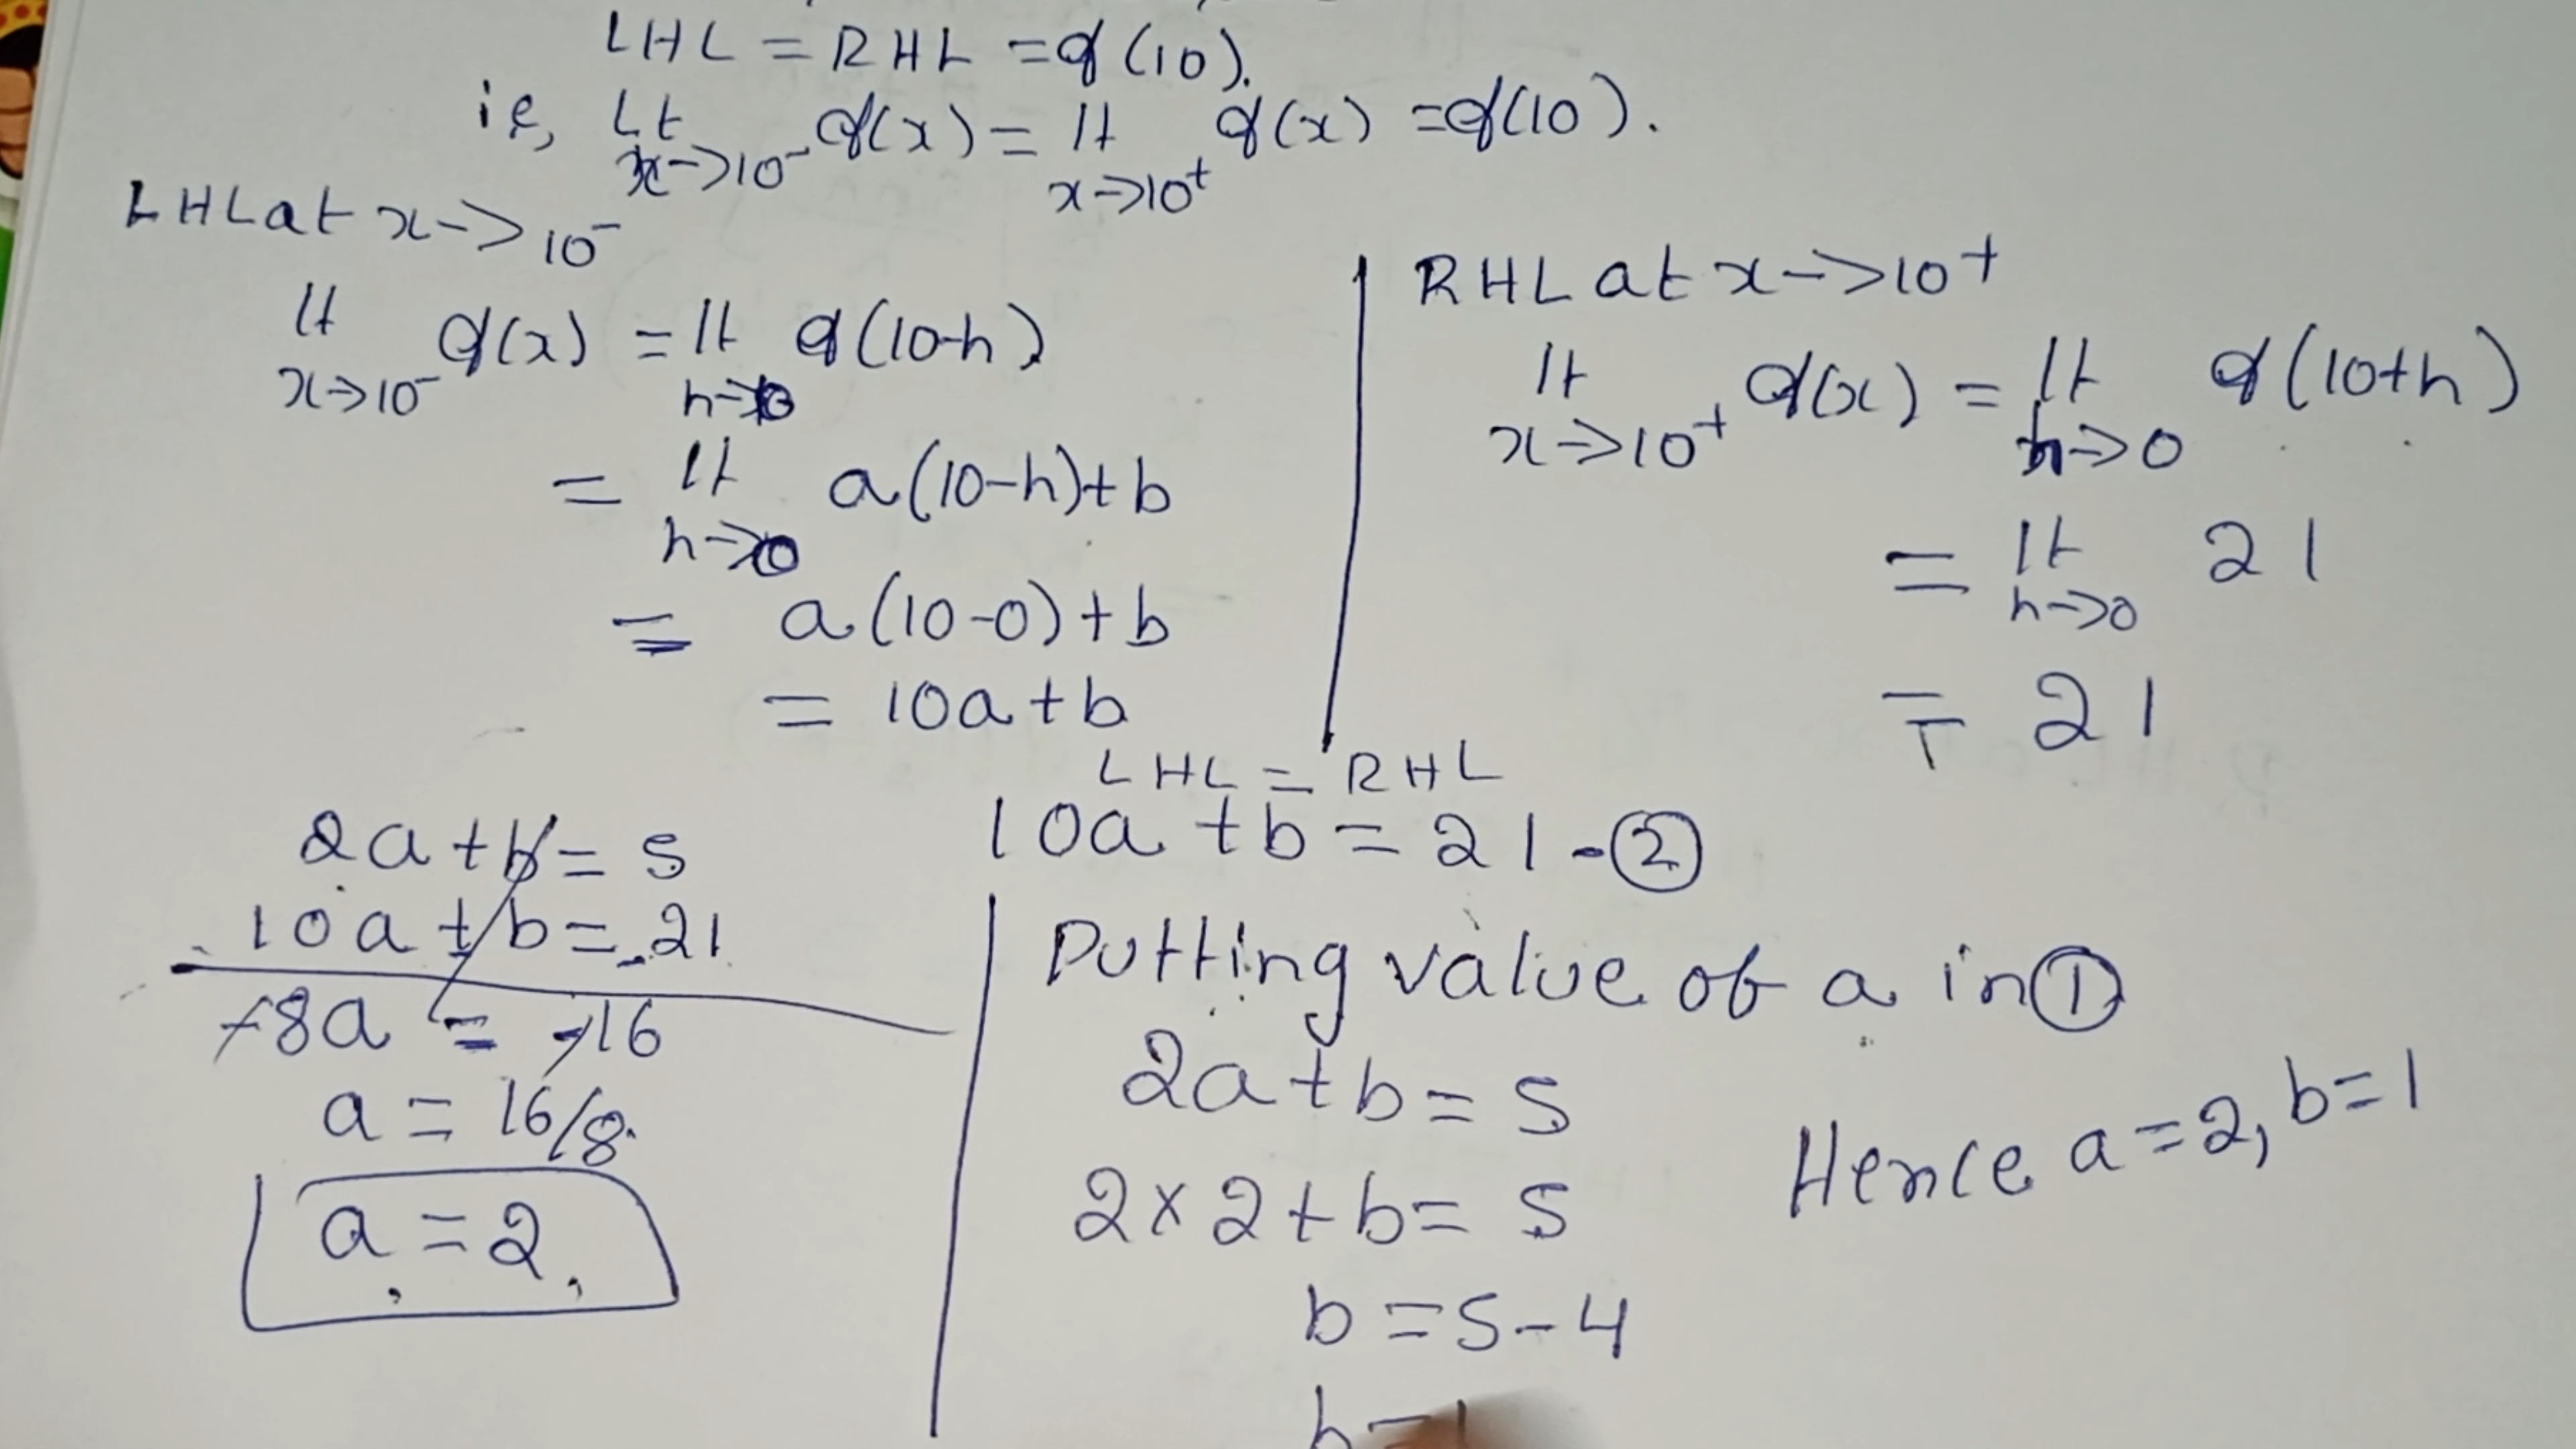 LHL = RHL = f(10).
ie, Lt x->10⁻ f(x) = lt x->10⁺ f(x) = f(10).
LHL at x->10⁻
lt x->10⁻ f(x) = lt h->0 f(10-h)
= lt h->0 a(10-h)+b
= a(10-0)+b
= 10a+b
RHL at x->10⁺
lt x->10⁺ f(x) = lt h->0 f(10+h)
= lt h->0 21
= 21
LHL = RHL
10a+b = 21 - ②
2a+b = 5
10a+b = 21
-8a = -16
a = 16/8
a = 2
Putting value of a in ①
2a+b = 5
2×2+b = 5
b = 5-4
b = 1
Hence a=2, b=1